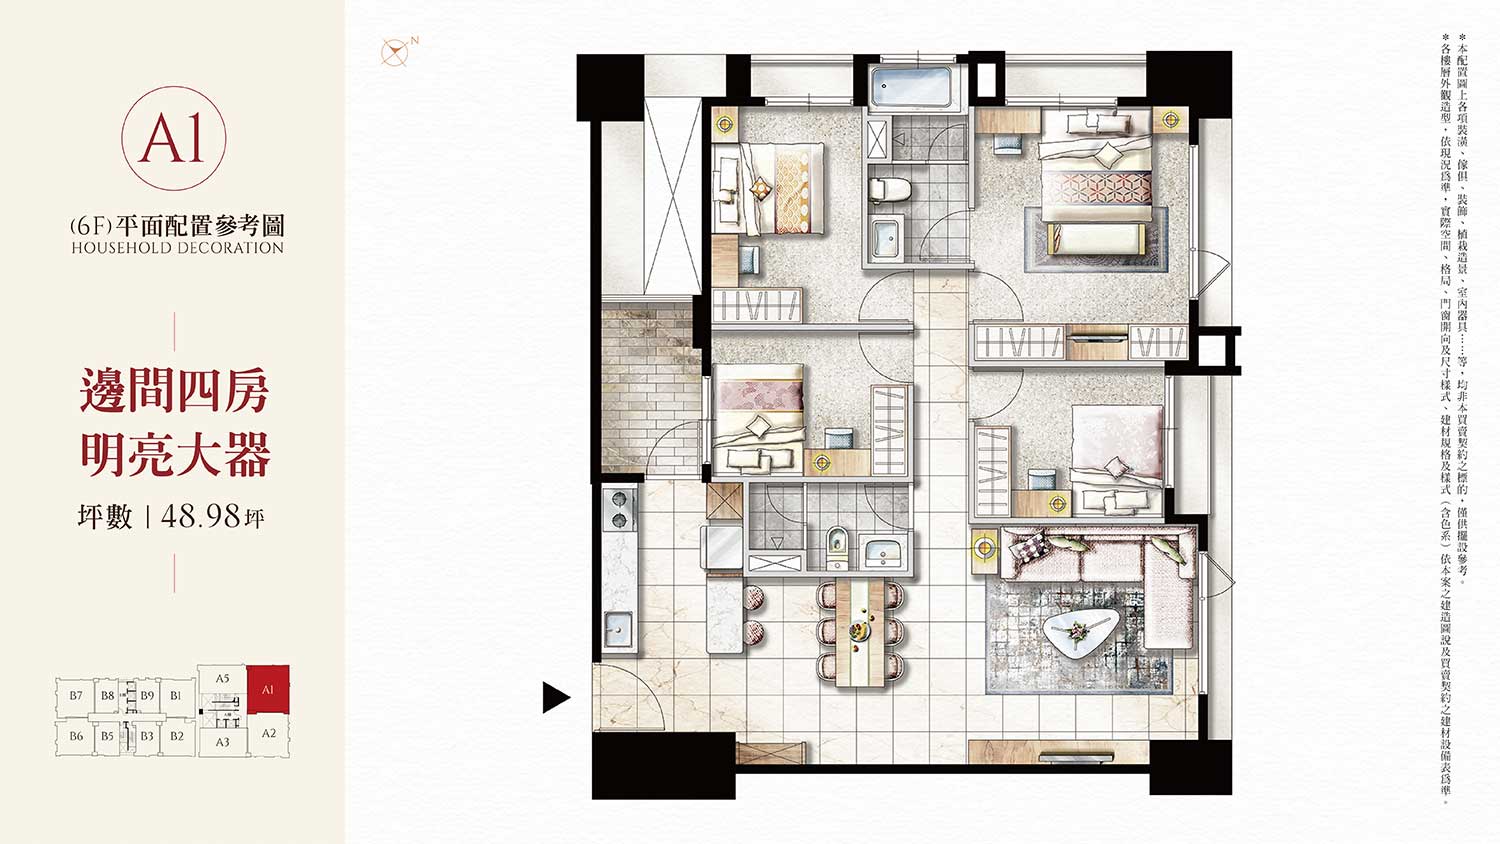 A1
(6F)平面配置參考圖
HOUSEHOLD DECORATION
邊間四房
明亮大器
坪數 | 48.98坪
B7
B8
B9
B1
A5
A1
B6
B5
B3
B2
A3
A2
N
＊本配置圖上各項裝潢、傢俱、裝飾、植栽造景、室內器具……等，均非本買賣契約之標的，僅供擺設參考。
＊各樓層外觀造型，依現況為準，實際空間、格局、門窗開向及尺寸樣式、建材規格及樣式（含色系）依本案之建造圖說及買賣契約之建材設備表為準。